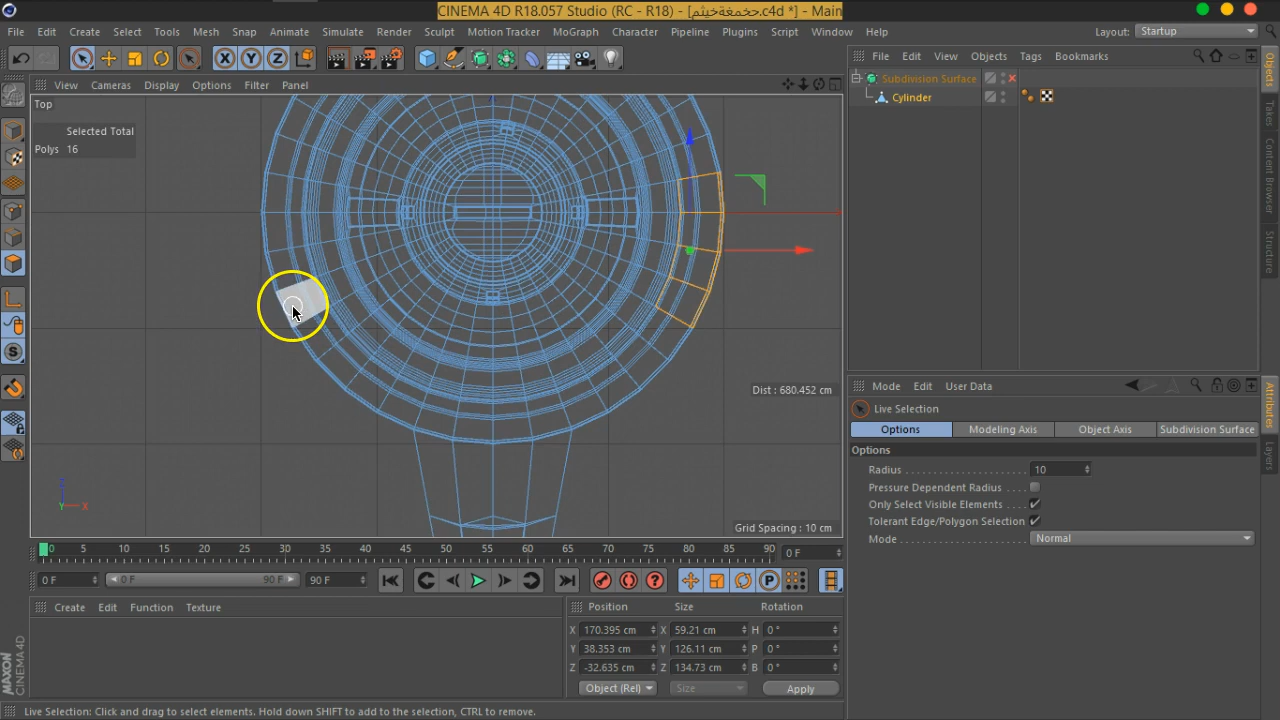 CINEMA 4D R18.057 Studio (RC - R18) - [حخمغةخيثم.c4d *] - Main
File Edit Create Select Tools Mesh Snap Animate Simulate Render Sculpt Motion Tracker MoGraph Character Pipeline Plugins Script Window Help Layout: Startup
X Y Z
View Cameras Display Options Filter Panel
File Edit View Objects Tags Bookmarks
Subdivision Surface
Cylinder
Objects
Takes
Content Browser
Structure
Top
Selected Total
Polys 16
Dist : 680.452 cm
Grid Spacing : 10 cm
Z
Y X
S
Mode Edit User Data
Live Selection
Options Modeling Axis Object Axis Subdivision Surface
Options
Radius 10
Pressure Dependent Radius
Only Select Visible Elements
Tolerant Edge/Polygon Selection
Mode Normal
Attributes
Layers
0 5 10 15 20 25 30 35 40 45 50 55 60 65 70 75 80 85 90 0 F
0 F 0 F 90 F 90 F
P
Create Edit Function Texture
Position Size Rotation
X 170.395 cm X 59.21 cm H 0 °
Y 38.353 cm Y 126.11 cm P 0 °
Z -32.635 cm Z 134.73 cm B 0 °
Object (Rel) Size Apply
MAXON CINEMA 4D
Live Selection: Click and drag to select elements. Hold down SHIFT to add to the selection, CTRL to remove.